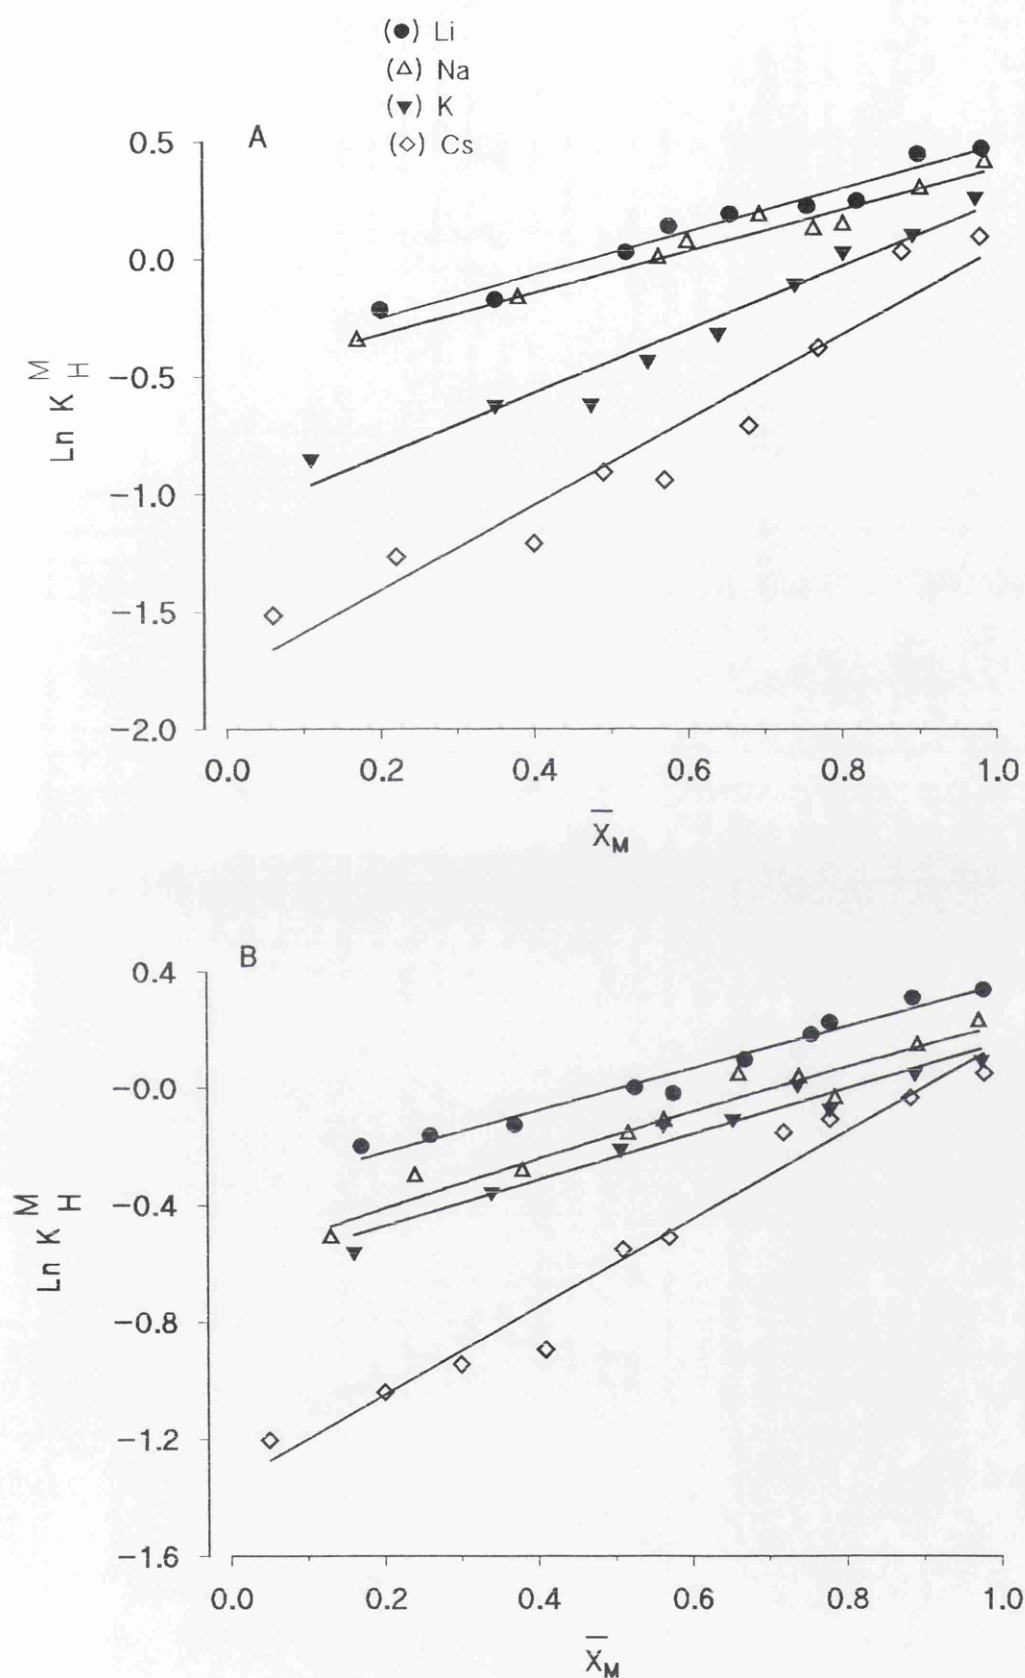 (●) Li
(△) Na
(▼) K
(◇) Cs
A
0.5
0.0
−0.5
−1.0
−1.5
−2.0
Ln K M H
0.0 0.2 0.4 0.6 0.8 1.0
X̅M
B
0.4
−0.0
−0.4
−0.8
−1.2
−1.6
Ln K M H
0.0 0.2 0.4 0.6 0.8 1.0
X̅M